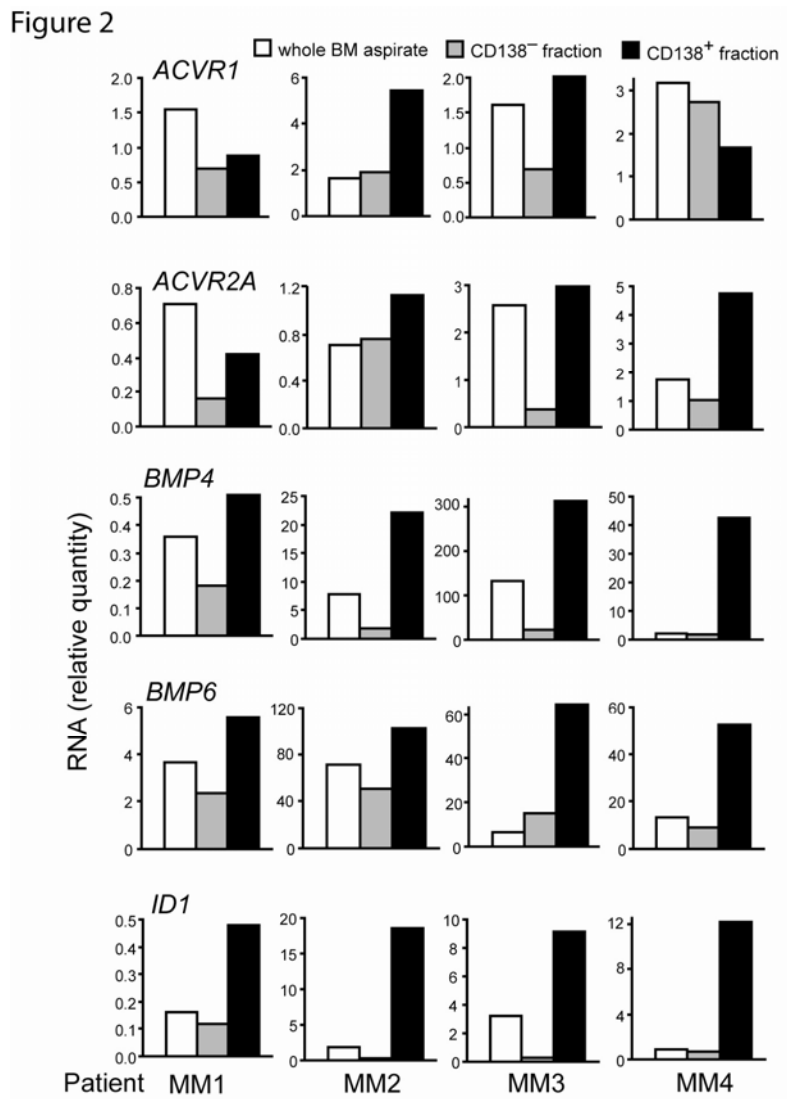 Figure 2
whole BM aspirate CD138– fraction CD138+ fraction
ACVR1
2.0 6 2.0 3
1.5 4 1.5 2
1.0 2 1.0 1
0.5 0 0.5 0
0.0 0.0
ACVR2A
0.8 1.2 3 5
0.6 0.8 2 4
0.4 0.4 1 3
0.2 0.0 0 2
0.0 1
0
BMP4
0.5 25 300 50
0.4 20 200 40
0.3 15 100 30
0.2 10 0 20
0.1 5 10
0.0 0 0
RNA (relative quantity)
BMP6
6 120 60 60
4 80 40 40
2 40 20 20
0 0 0 0
ID1
0.5 20 10 12
0.4 15 8 8
0.3 10 6 4
0.2 5 4 0
0.1 0 2
0.0 0
Patient MM1 MM2 MM3 MM4